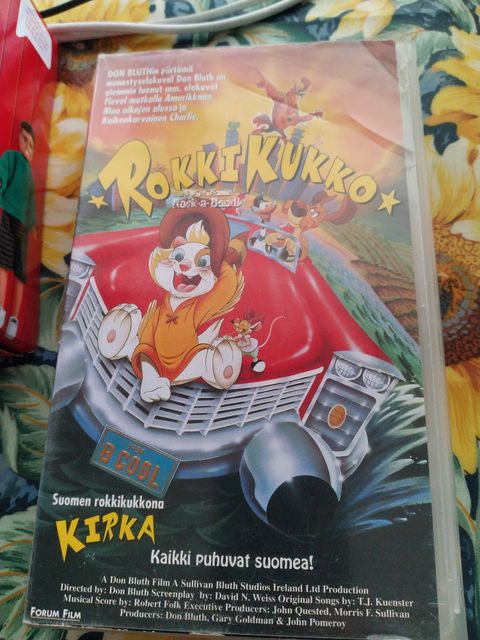 DON BLUTHin piirtämä
menestyselokuva! Don Bluth on
aiemmin luonut mm. elokuvat
Fievel matkalla Amerikkaan,
Maa aikojen alussa ja
Kaikenkarvainen Charlie.
ROKKIKUKKO
Rock-a-Doodle
B COOL
Suomen rokkikukkona
KIRKA
Kaikki puhuvat suomea!
A Don Bluth Film A Sullivan Bluth Studios Ireland Ltd Production
Directed by: Don Bluth Screenplay by: David N. Weiss Original Songs by: T.J. Kuenster
Musical Score by: Robert Folk Executive Producers: John Quested, Morris F. Sullivan
Producers: Don Bluth, Gary Goldman & John Pomeroy
FORUM FILM